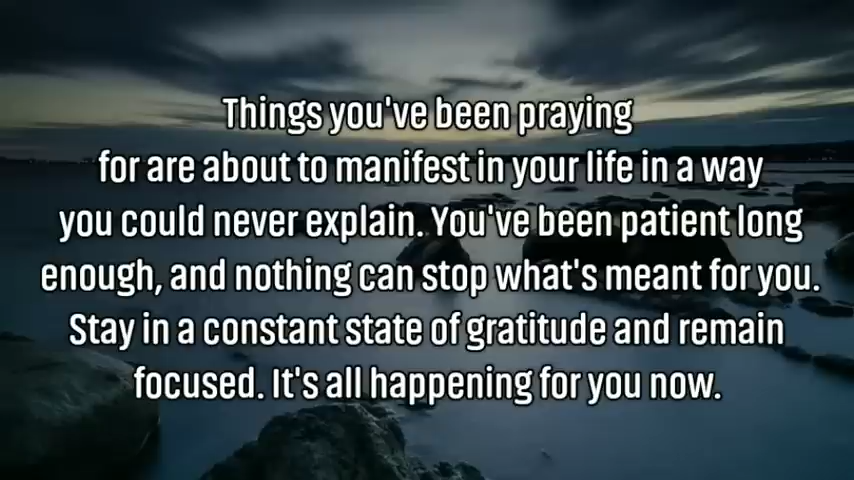 Things you've been praying
for are about to manifest in your life in a way
you could never explain. You've been patient long
enough, and nothing can stop what's meant for you.
Stay in a constant state of gratitude and remain
focused. It's all happening for you now.